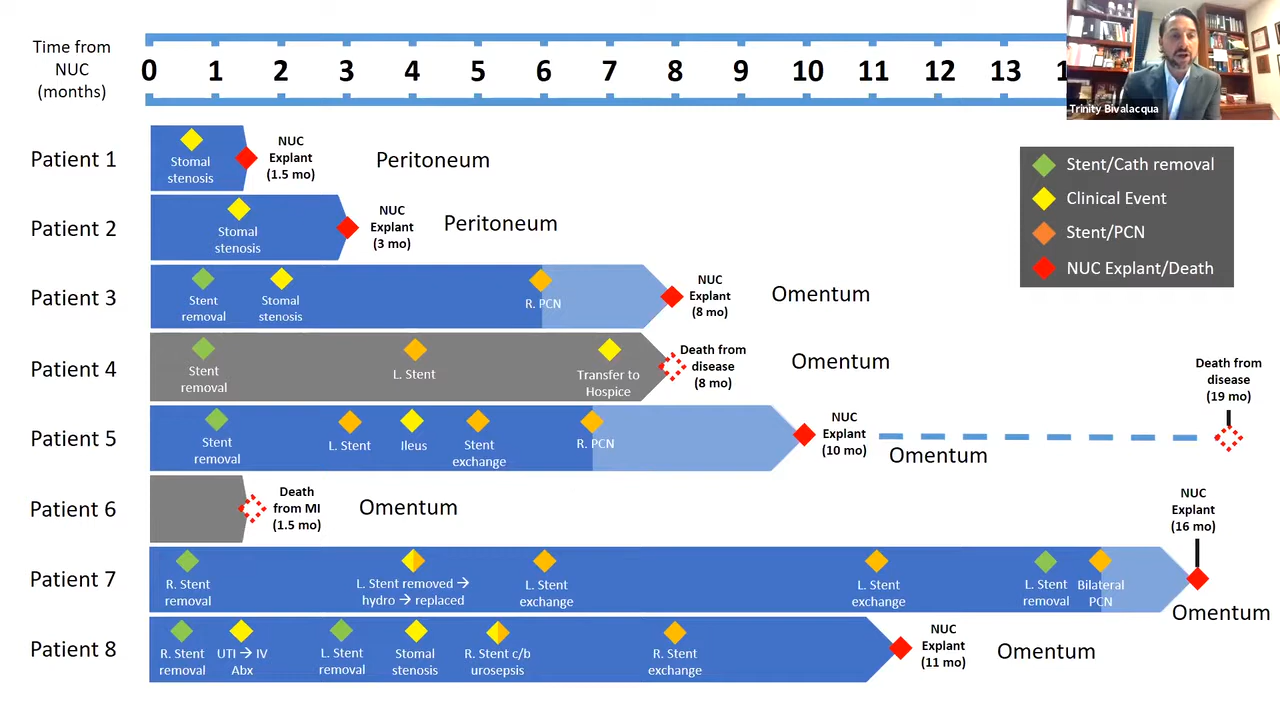 Time from
NUC
(months)
0 1 2 3 4 5 6 7 8 9 10 11 12 13
Trinity Bivalacqua
Stent/Cath removal
Clinical Event
Stent/PCN
NUC Explant/Death
Patient 1
Stomal
stenosis
NUC
Explant
(1.5 mo)
Peritoneum
Patient 2
Stomal
stenosis
NUC
Explant
(3 mo)
Peritoneum
Patient 3
Stent
removal
Stomal
stenosis
R. PCN
NUC
Explant
(8 mo)
Omentum
Patient 4
Stent
removal
L. Stent
Transfer to
Hospice
Death from
disease
(8 mo)
Omentum
Patient 5
Stent
removal
L. Stent
Ileus
Stent
exchange
R. PCN
NUC
Explant
(10 mo)
Omentum
Death from
disease
(19 mo)
Patient 6
Death
from MI
(1.5 mo)
Omentum
Patient 7
R. Stent
removal
L. Stent removed →
hydro → replaced
L. Stent
exchange
L. Stent
exchange
L. Stent
removal
Bilateral
PCN
NUC
Explant
(16 mo)
Omentum
Patient 8
R. Stent
removal
UTI → IV
Abx
L. Stent
removal
Stomal
stenosis
R. Stent c/b
urosepsis
R. Stent
exchange
NUC
Explant
(11 mo)
Omentum